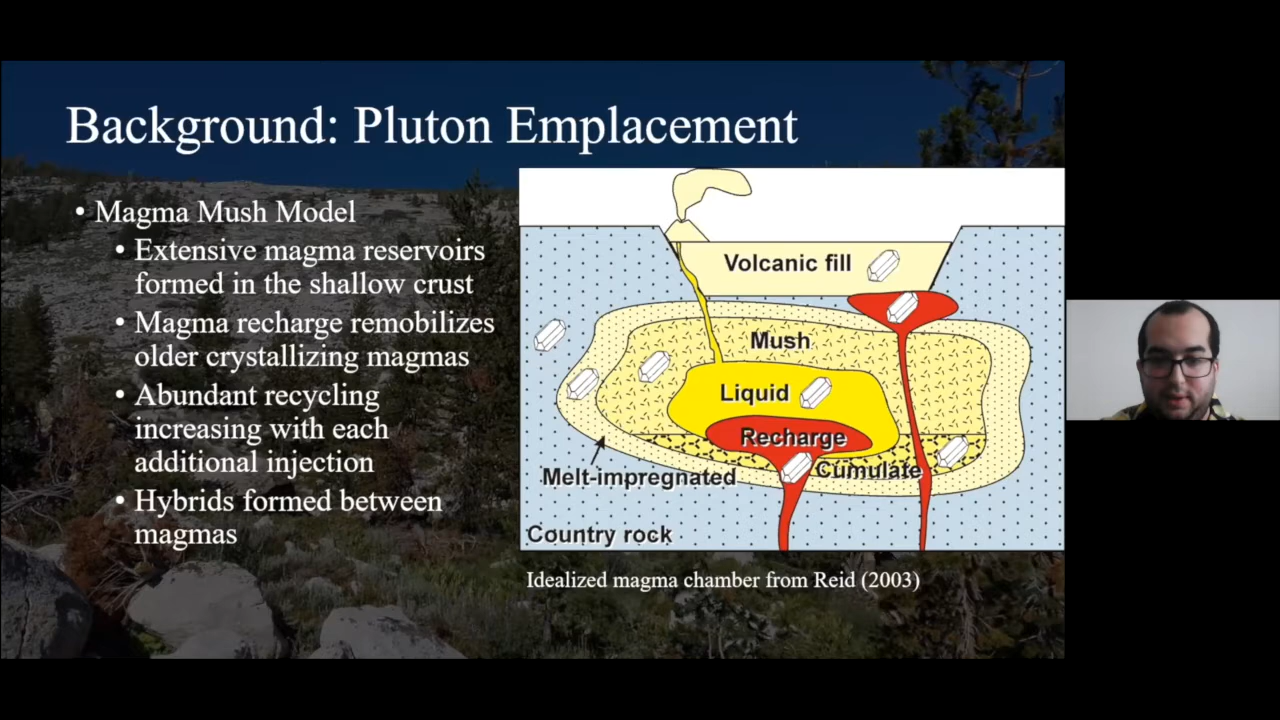 Background: Pluton Emplacement
• Magma Mush Model
• Extensive magma reservoirs
formed in the shallow crust
• Magma recharge remobilizes
older crystallizing magmas
• Abundant recycling
increasing with each
additional injection
• Hybrids formed between
magmas
Volcanic fill
Mush
Liquid
Recharge
Melt-impregnated
Cumulate
Country rock
Idealized magma chamber from Reid (2003)